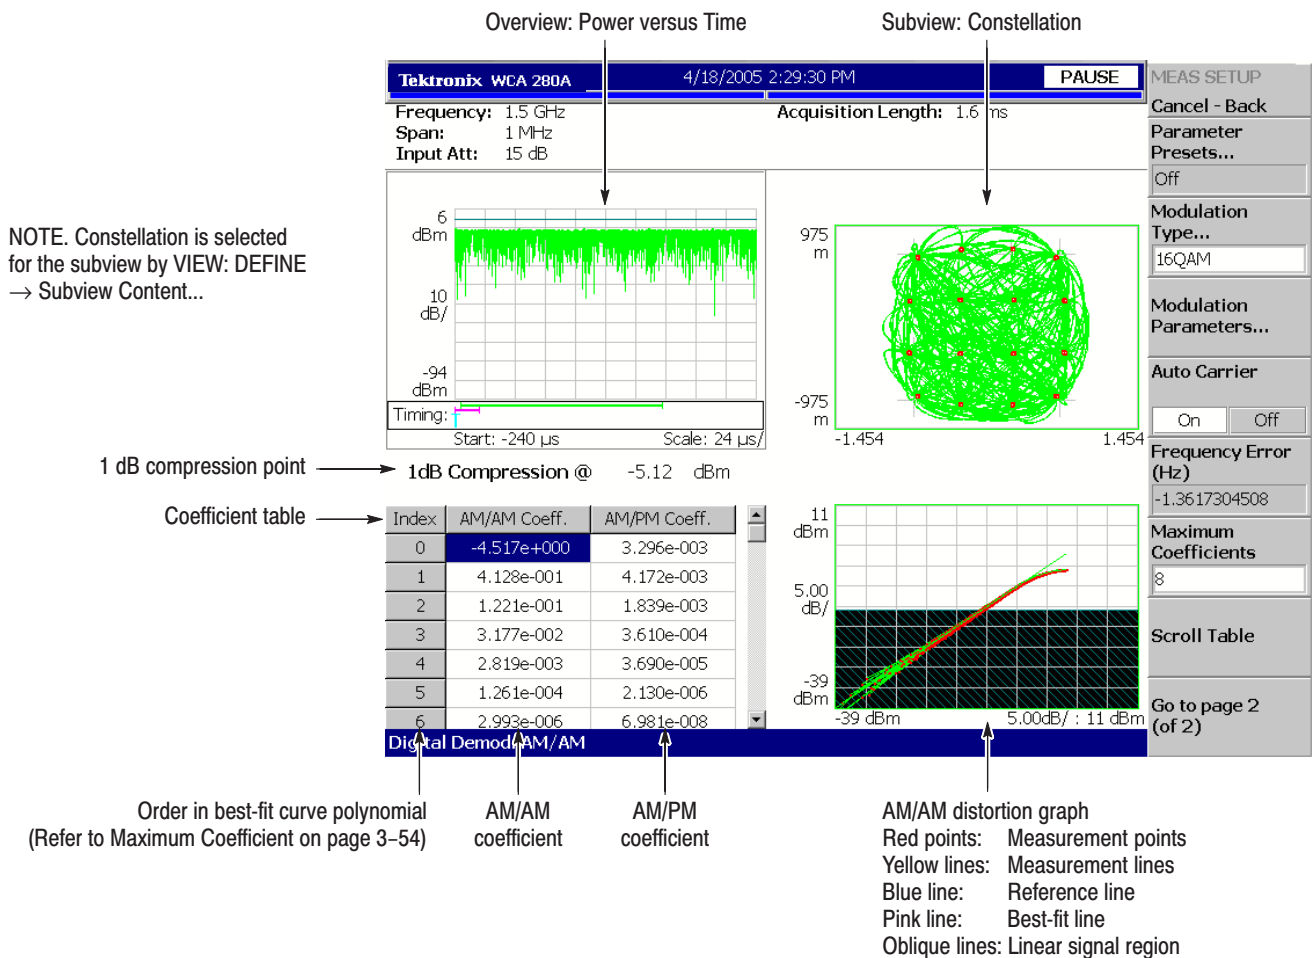 Overview: Power versus Time
Subview: Constellation
Tektronix WCA 280A
4/18/2005 2:29:30 PM
PAUSE
MEAS SETUP
Cancel - Back
Frequency: 1.5 GHz
Acquisition Length: 1.6 ms
Span: 1 MHz
Input Att: 15 dB
Parameter
Presets...
Off
Modulation
Type...
16QAM
Modulation
Parameters...
Auto Carrier
On Off
Frequency Error
(Hz)
-1.3617304508
Maximum
Coefficients
8
Scroll Table
Go to page 2
(of 2)
NOTE. Constellation is selected
for the subview by VIEW: DEFINE
→ Subview Content...
6
dBm
10
dB/
-94
dBm
Timing:
T
Start: -240 µs Scale: 24 µs/
975
m
-975
m
-1.454 1.454
1 dB compression point
1dB Compression @ -5.12 dBm
Coefficient table
Index AM/AM Coeff. AM/PM Coeff.
0 -4.517e+000 3.296e-003
1 4.128e-001 4.172e-003
2 1.221e-001 1.839e-003
3 3.177e-002 3.610e-004
4 2.819e-003 3.690e-005
5 1.261e-004 2.130e-006
6 2.993e-006 6.981e-008
11
dBm
5.00
dB/
-39
dBm
-39 dBm 5.00dB/ : 11 dBm
Digital Demod: AM/AM
Order in best-fit curve polynomial
(Refer to Maximum Coefficient on page 3–54)
AM/AM
coefficient
AM/PM
coefficient
AM/AM distortion graph
Red points: Measurement points
Yellow lines: Measurement lines
Blue line: Reference line
Pink line: Best-fit line
Oblique lines: Linear signal region